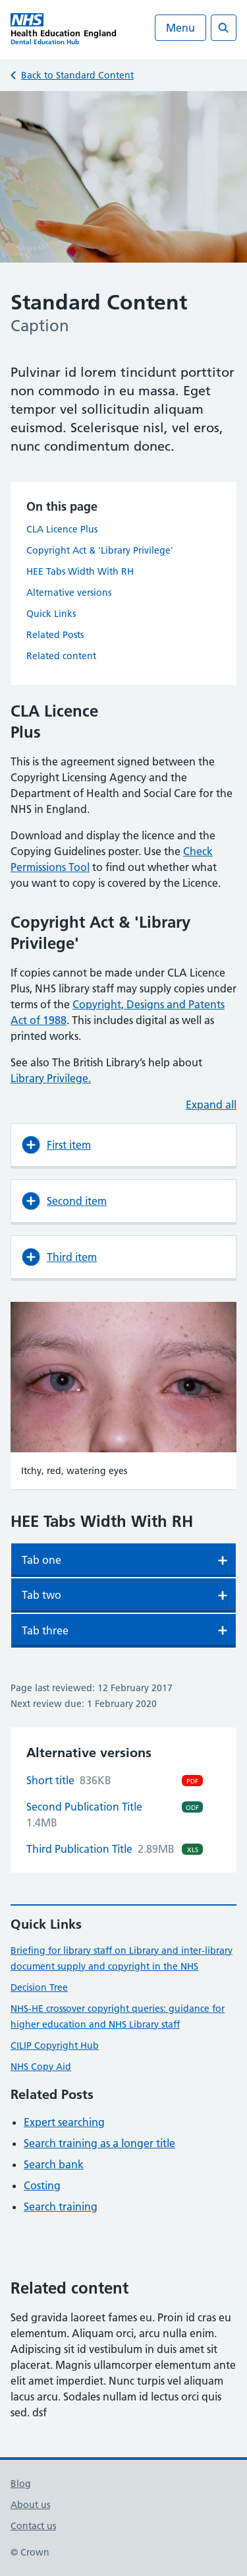 NHS
Health Education England
Dental Education Hub
Menu
Back to Standard Content
Standard Content
Caption
Pulvinar id lorem tincidunt porttitor
non commodo in eu massa. Eget
tempor vel sollicitudin aliquam
euismod. Scelerisque nisl, vel eros,
nunc condimentum donec.
On this page
CLA Licence Plus
Copyright Act & 'Library Privilege'
HEE Tabs Width With RH
Alternative versions
Quick Links
Related Posts
Related content
CLA Licence
Plus
This is the agreement signed between the
Copyright Licensing Agency and the
Department of Health and Social Care for the
NHS in England.
Download and display the licence and the
Copying Guidelines poster. Use the Check
Permissions Tool to find out whether what
you want to copy is covered by the Licence.
Copyright Act & 'Library
Privilege'
If copies cannot be made under CLA Licence
Plus, NHS library staff may supply copies under
terms of the Copyright, Designs and Patents
Act of 1988. This includes digital as well as
printed works.
See also The British Library's help about
Library Privilege.
Expand all
First item
Second item
Third item
Itchy, red, watering eyes
HEE Tabs Width With RH
Tab one
Tab two
Tab three
Page last reviewed: 12 February 2017
Next review due: 1 February 2020
Alternative versions
Short title 836KB PDF
Second Publication Title ODF
1.4MB
Third Publication Title 2.89MB XLS
Quick Links
Briefing for library staff on Library and inter-library
document supply and copyright in the NHS
Decision Tree
NHS-HE crossover copyright queries: guidance for
higher education and NHS Library staff
CILIP Copyright Hub
NHS Copy Aid
Related Posts
Expert searching
Search training as a longer title
Search bank
Costing
Search training
Related content
Sed gravida laoreet fames eu. Proin id cras eu
elementum. Aliquam orci, arcu nulla enim.
Adipiscing sit id vestibulum in duis amet sit
placerat. Magnis ullamcorper elementum ante
elit amet imperdiet. Nunc turpis vel aliquam
lacus arcu. Sodales nullam id lectus orci quis
sed. dsf
Blog
About us
Contact us
© Crown